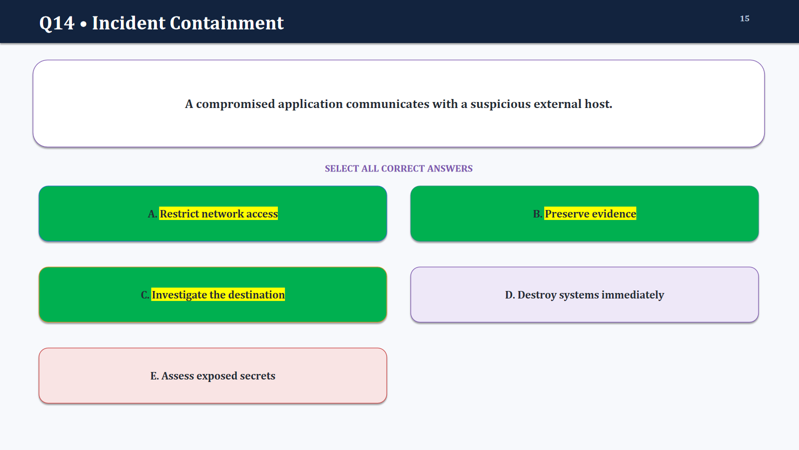 Q14 • Incident Containment
15
A compromised application communicates with a suspicious external host.
SELECT ALL CORRECT ANSWERS
A. Restrict network access
B. Preserve evidence
C. Investigate the destination
D. Destroy systems immediately
E. Assess exposed secrets